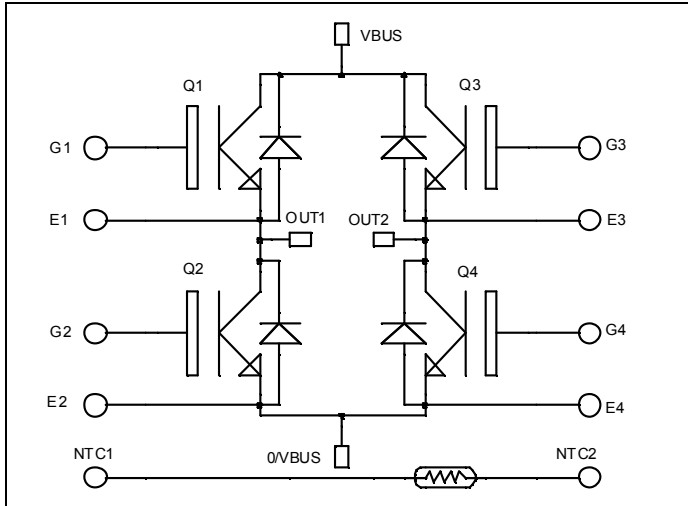 VBUS
Q1
Q3
G1
G3
E1
E3
OUT1
OUT2
Q2
Q4
G2
G4
E2
E4
0/VBUS
NTC1
NTC2